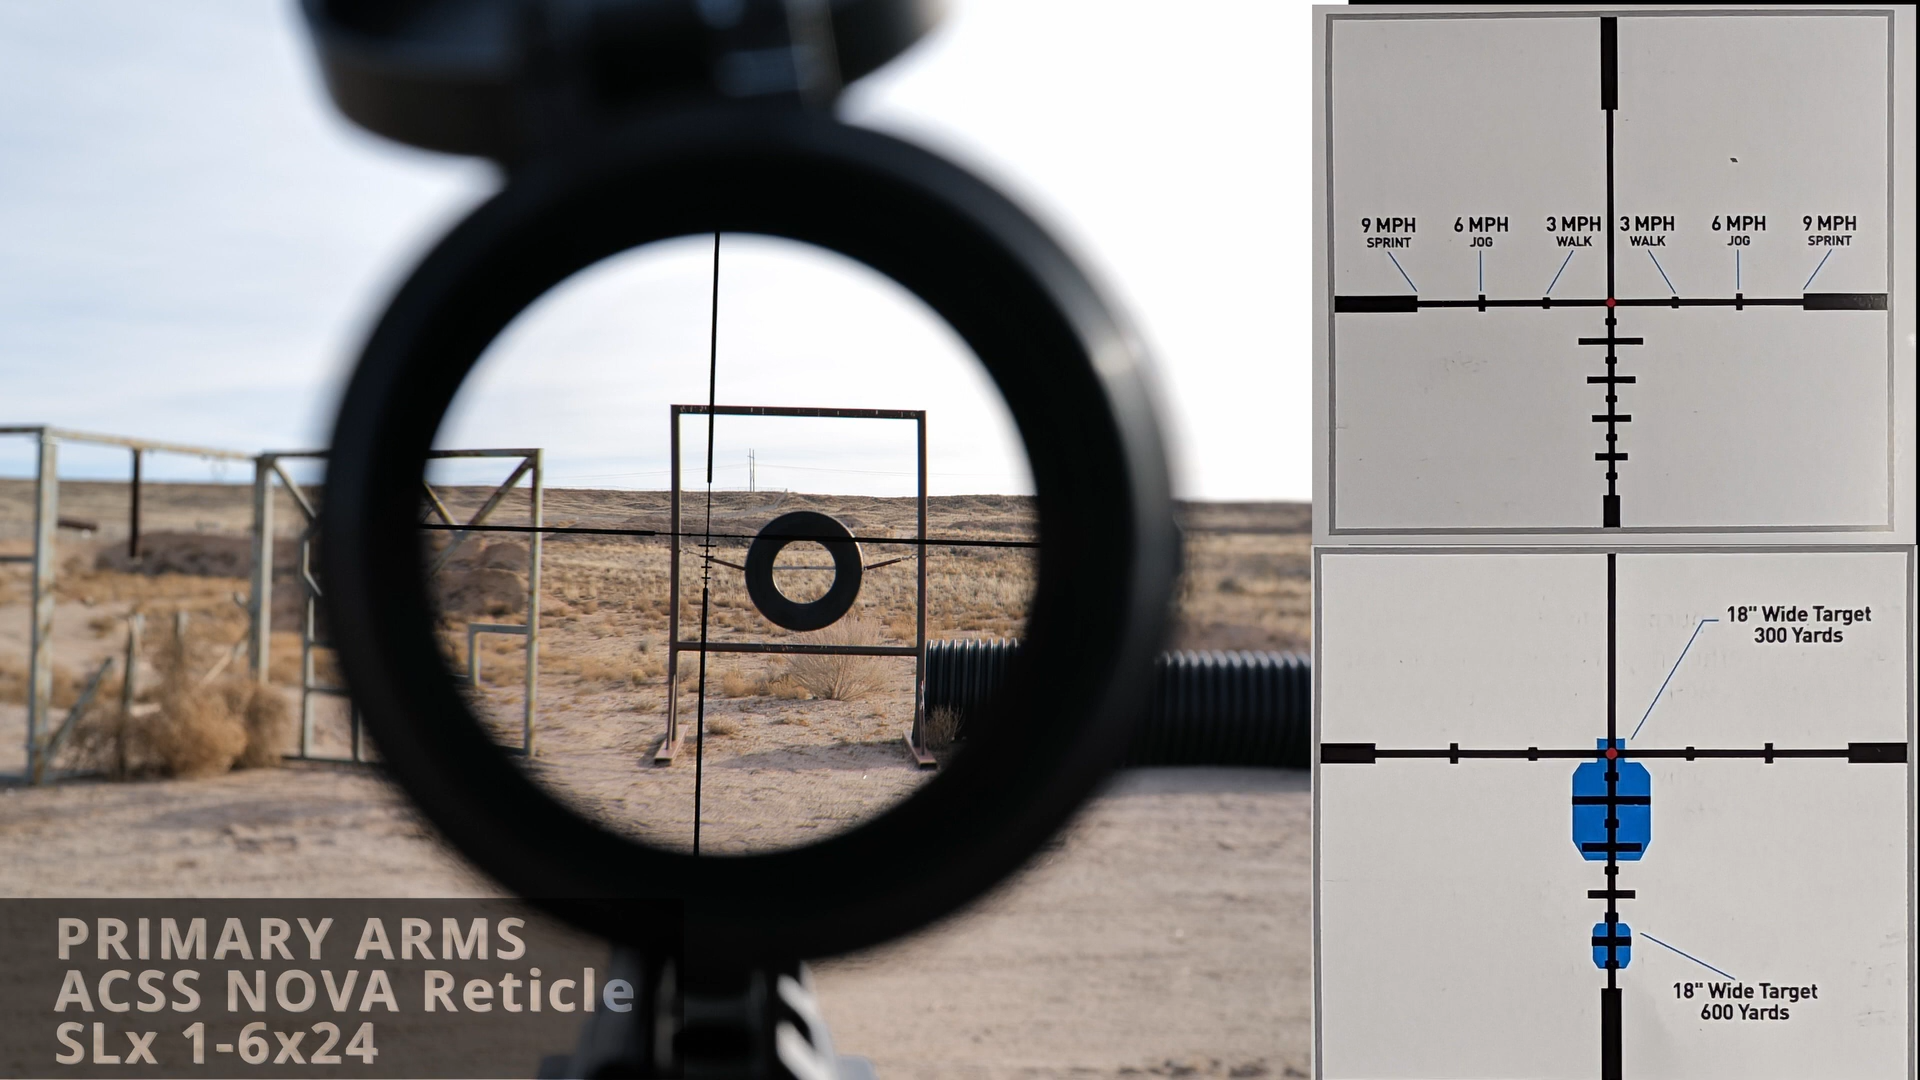 PRIMARY ARMS
ACSS NOVA Reticle
SLx 1-6x24
9 MPH
SPRINT
6 MPH
JOG
3 MPH
WALK
3 MPH
WALK
6 MPH
JOG
9 MPH
SPRINT
18" Wide Target
300 Yards
18" Wide Target
600 Yards